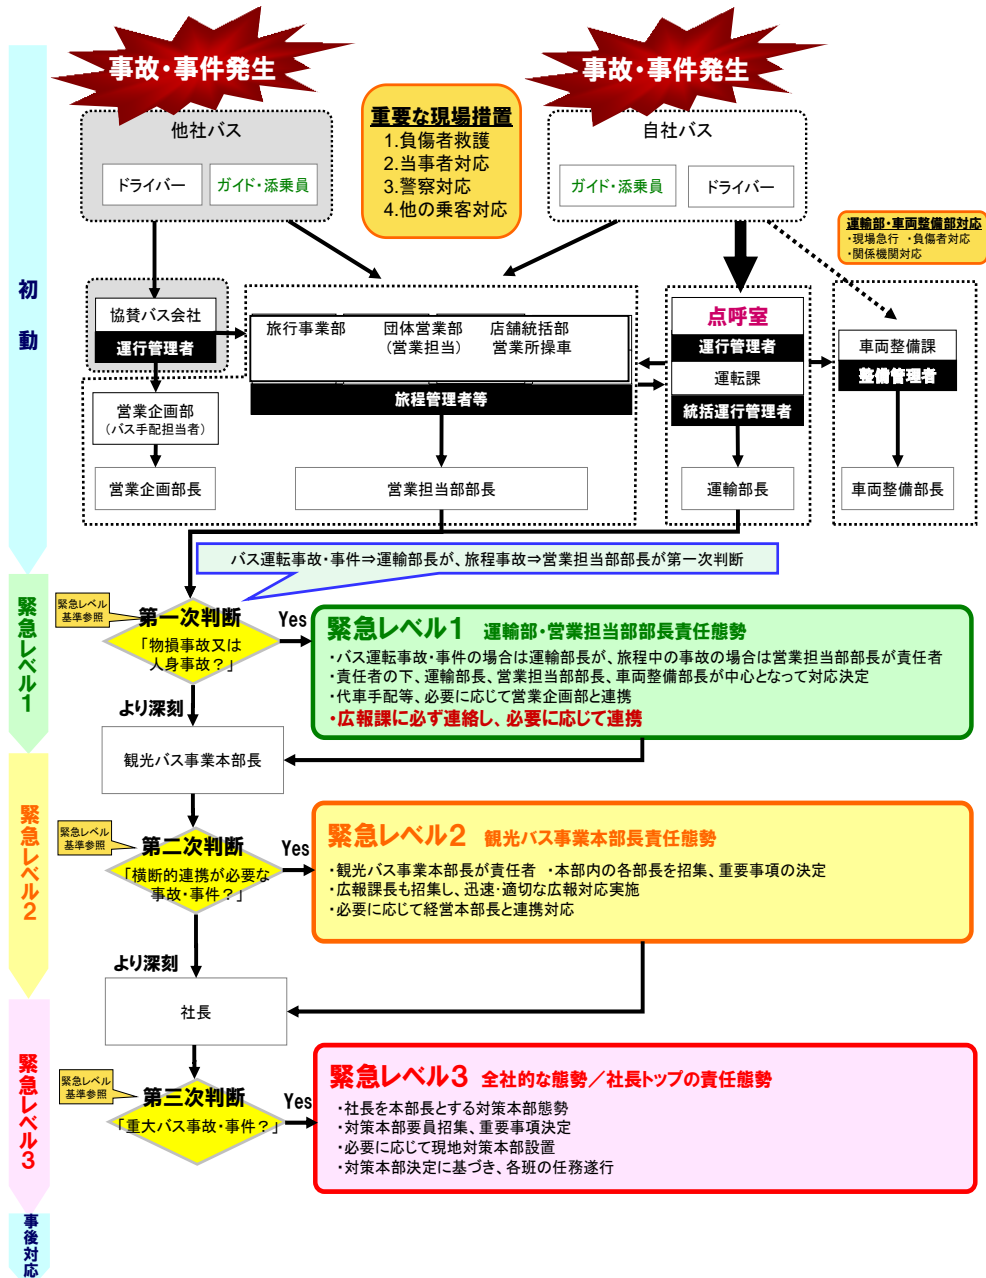 事故・事件発生
事故・事件発生
重要な現場措置
1.負傷者救護
2.当事者対応
3.警察対応
4.他の乗客対応
他社バス
ドライバー
ガイド・添乗員
自社バス
ガイド・添乗員
ドライバー
運輸部・車両整備部対応
・現場急行 ・負傷者対応
・関係機関対応
初動
協賛バス会社
運行管理者
旅行事業部
団体営業部
(営業担当)
店舗統括部
営業所操車
旅程管理者等
点呼室
運行管理者
運転課
統括運行管理者
車両整備課
整備管理者
営業企画部
(バス手配担当者)
営業企画部長
営業担当部部長
運輸部長
車両整備部長
バス運転事故・事件⇒運輸部長が、旅程事故⇒営業担当部部長が第一次判断
緊急レベル1
緊急レベル
基準参照
第一次判断
「物損事故又は
人身事故?」
Yes
より深刻
緊急レベル1 運輸部・営業担当部部長責任態勢
・バス運転事故・事件の場合は運輸部長が、旅程中の事故の場合は営業担当部部長が責任者
・責任者の下、運輸部長、営業担当部部長、車両整備部長が中心となって対応決定
・代車手配等、必要に応じて営業企画部と連携
・広報課に必ず連絡し、必要に応じて連携
観光バス事業本部長
緊急レベル2
緊急レベル
基準参照
第二次判断
「横断的連携が必要な
事故・事件?」
Yes
より深刻
緊急レベル2 観光バス事業本部長責任態勢
・観光バス事業本部長が責任者 ・本部内の各部長を招集、重要事項の決定
・広報課長も招集し、迅速・適切な広報対応実施
・必要に応じて経営本部長と連携対応
社長
緊急レベル3
緊急レベル
基準参照
第三次判断
「重大バス事故・事件?」
Yes
緊急レベル3 全社的な態勢/社長トップの責任態勢
・社長を本部長とする対策本部態勢
・対策本部要員招集、重要事項決定
・必要に応じて現地対策本部設置
・対策本部決定に基づき、各班の任務遂行
事後対応